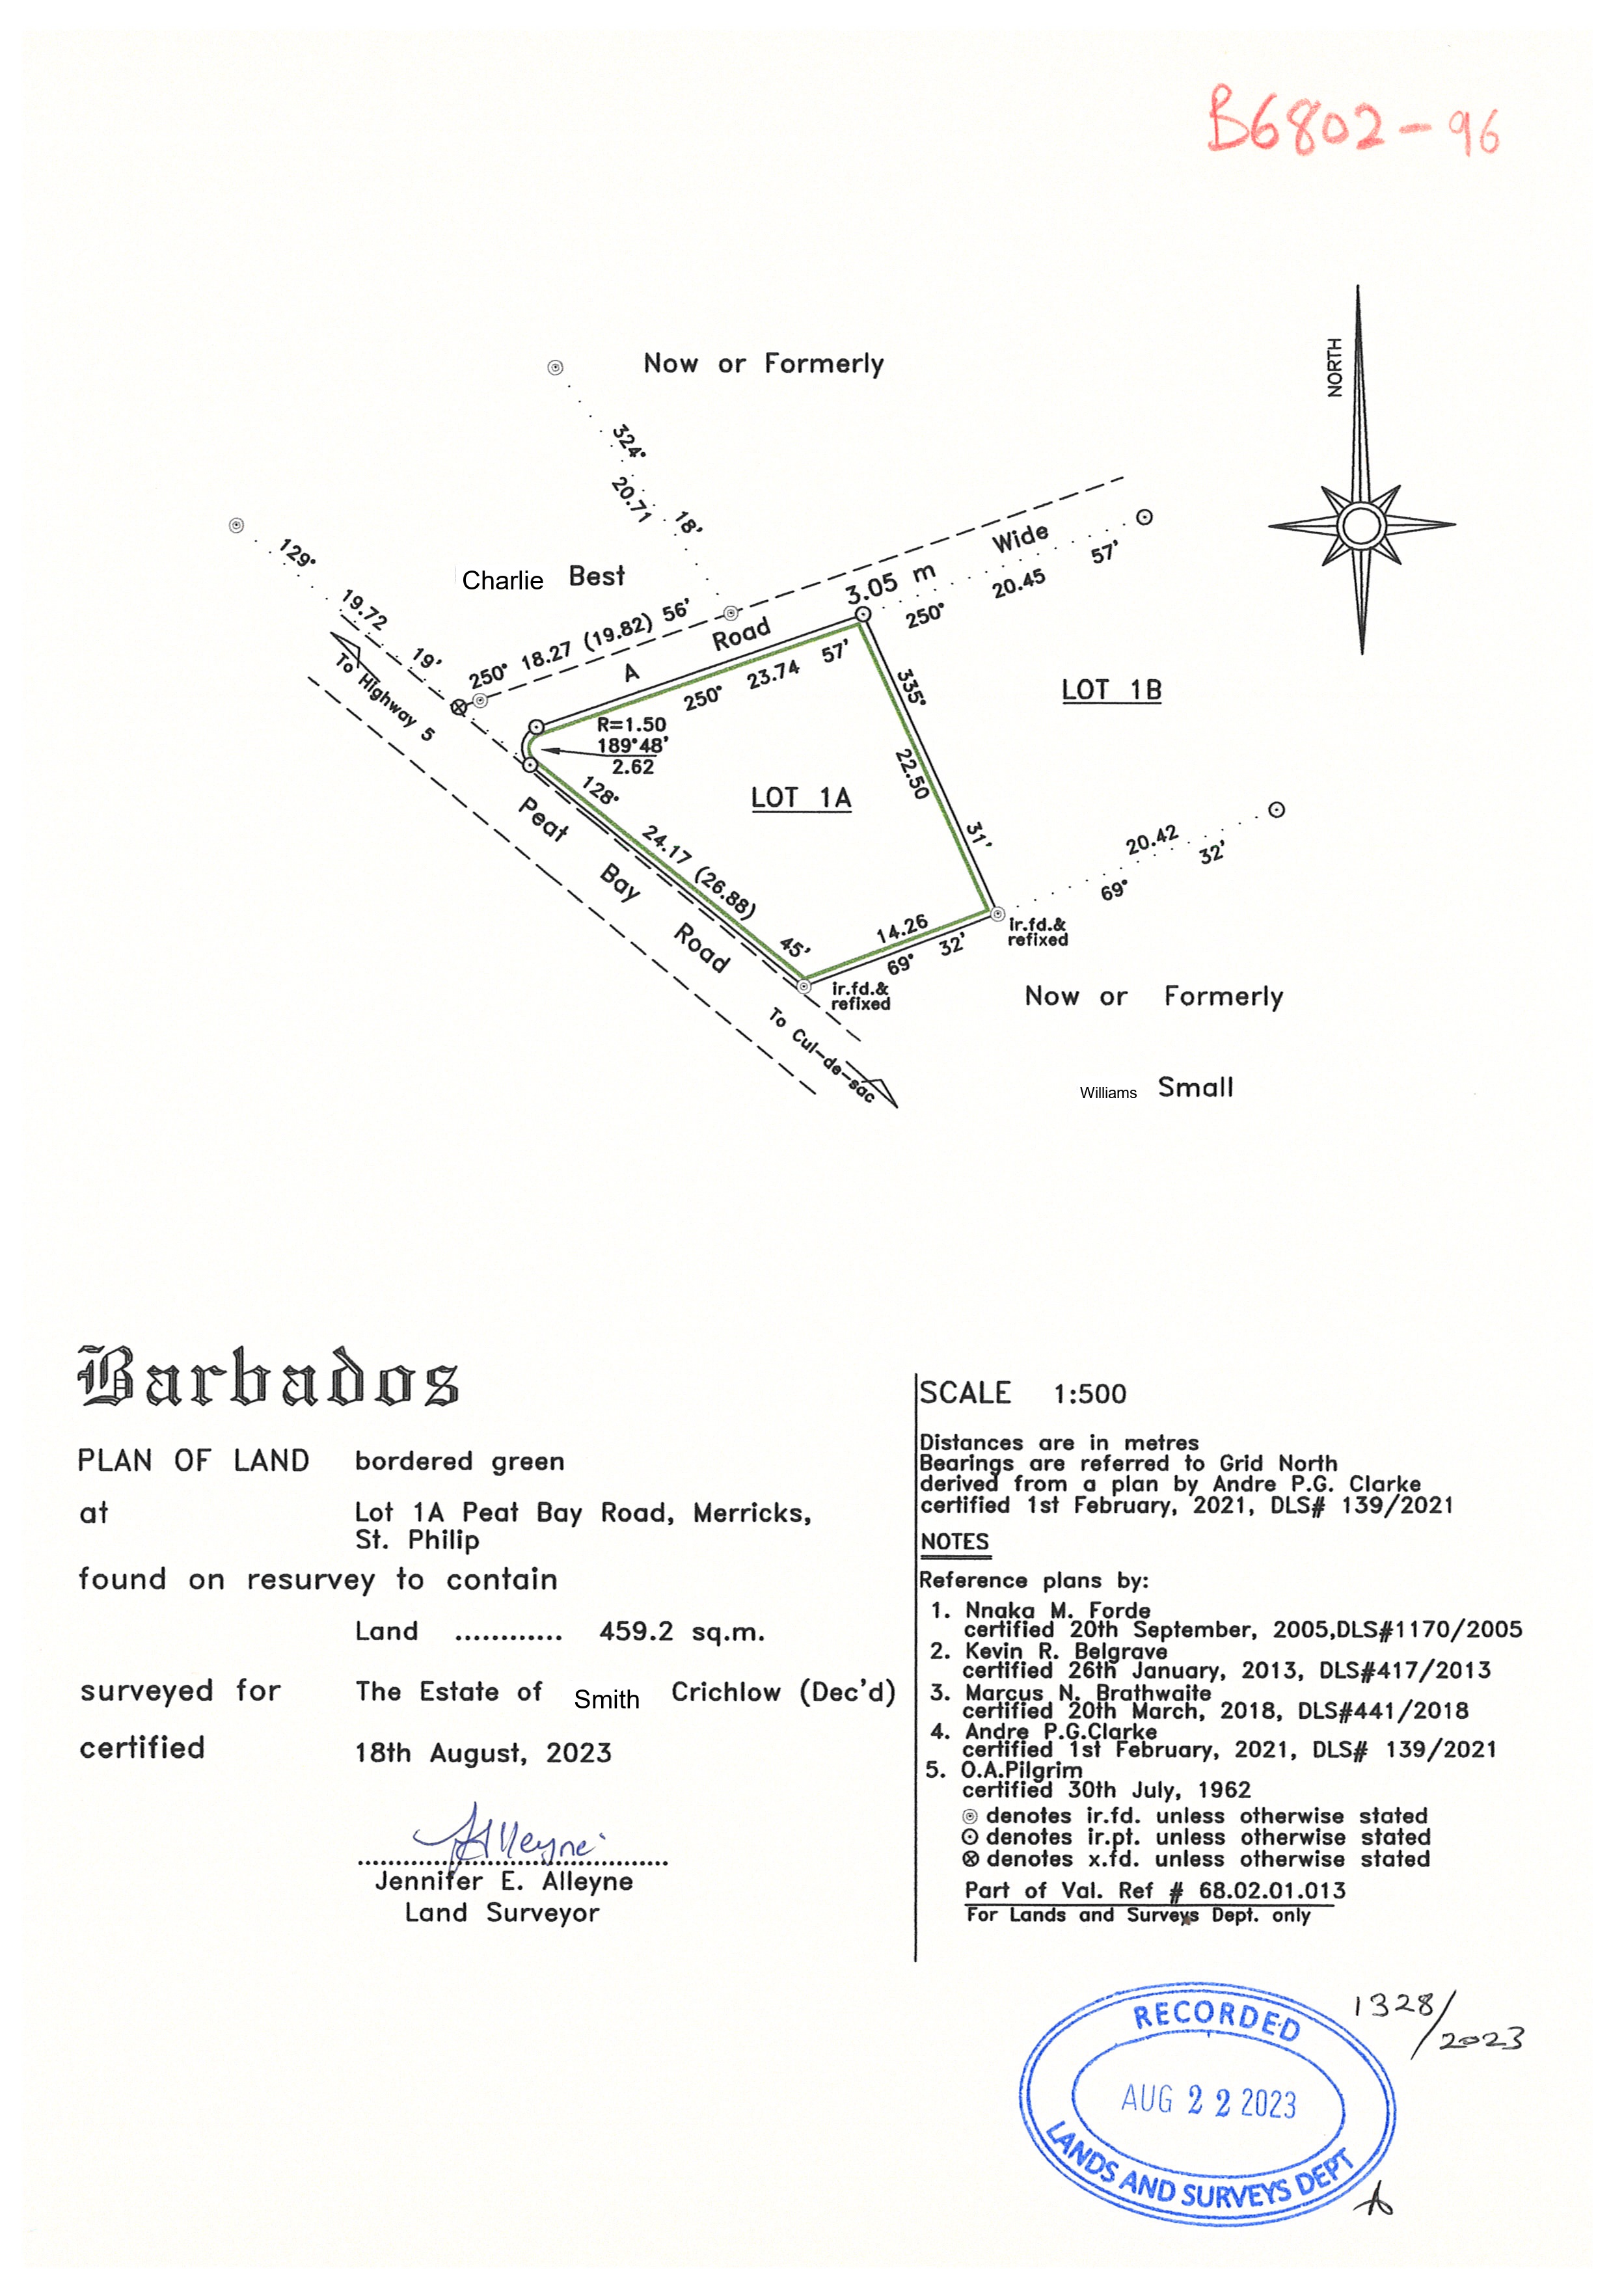 B6802-96
Now or Formerly
NORTH
324°
20.71
18'
129°
19.72
19'
Charlie Best
Wide
57'
20.45
250°
3.05 m
Road
A
250° 18.27 (19.82) 56'
To Highway 5
57'
23.74
250°
R=1.50
189°48'
2.62
335°
22.50
31'
LOT 1B
LOT 1A
128°
24.17 (26.88)
45'
Peat Bay Road
20.42
32'
69°
14.26
69° 32'
ir.fd.&
refixed
ir.fd.&
refixed
Now or Formerly
To Cul-de-sac
Williams Small
Barbados
PLAN OF LAND bordered green
at Lot 1A Peat Bay Road, Merricks,
St. Philip
found on resurvey to contain
Land ............ 459.2 sq.m.
surveyed for The Estate of Smith Crichlow (Dec'd)
certified 18th August, 2023
JAlleyne
Jennifer E. Alleyne
Land Surveyor
SCALE 1:500
Distances are in metres
Bearings are referred to Grid North
derived from a plan by Andre P.G. Clarke
certified 1st February, 2021, DLS# 139/2021
NOTES
Reference plans by:
1. Nnaka M. Forde
certified 20th September, 2005,DLS#1170/2005
2. Kevin R. Belgrave
certified 26th January, 2013, DLS#417/2013
3. Marcus N. Brathwaite
certified 20th March, 2018, DLS#441/2018
4. Andre P.G.Clarke
certified 1st February, 2021, DLS# 139/2021
5. O.A.Pilgrim
certified 30th July, 1962
denotes ir.fd. unless otherwise stated
denotes ir.pt. unless otherwise stated
denotes x.fd. unless otherwise stated
Part of Val. Ref # 68.02.01.013
For Lands and Surveys Dept. only
RECORDED
AUG 22 2023
LANDS AND SURVEYS DEPT
1328/2023